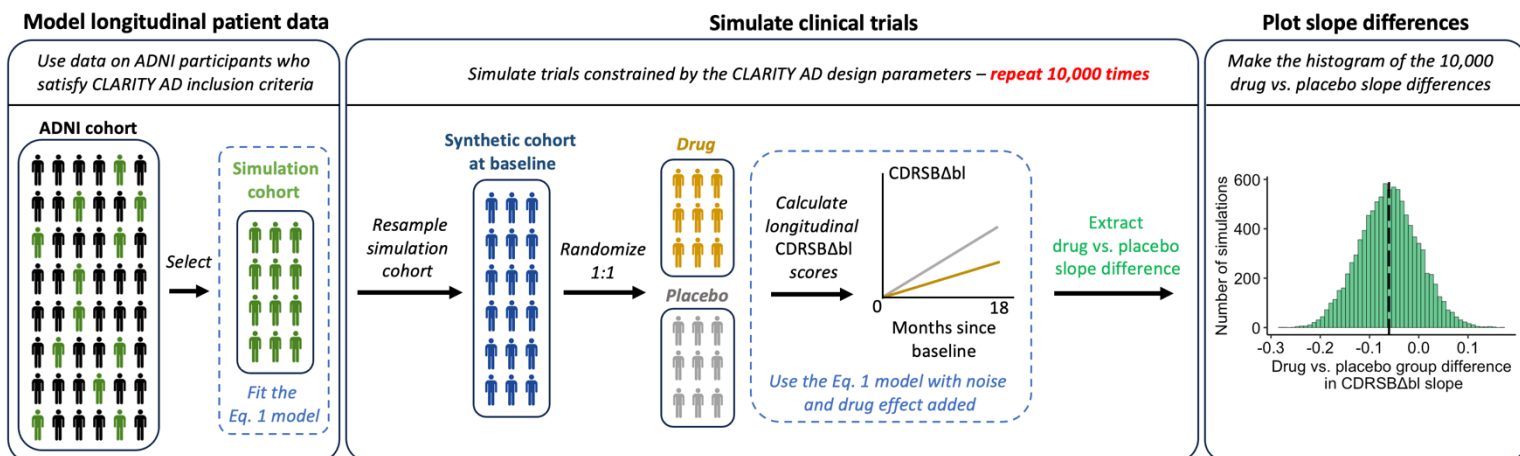 Model longitudinal patient data
Use data on ADNI participants who
satisfy CLARITY AD inclusion criteria
ADNI cohort
Select
Simulation
cohort
Fit the
Eq. 1 model
Simulate clinical trials
Simulate trials constrained by the CLARITY AD design parameters – repeat 10,000 times
Resample
simulation
cohort
Synthetic cohort
at baseline
Randomize
1:1
Drug
Placebo
Calculate
longitudinal
CDRSBΔbl
scores
CDRSBΔbl
0
18
Months since
baseline
Use the Eq. 1 model with noise
and drug effect added
Extract
drug vs. placebo
slope difference
Plot slope differences
Make the histogram of the 10,000
drug vs. placebo slope differences
Number of simulations
600
400
200
0
-0.3 -0.2 -0.1 0.0 0.1
Drug vs. placebo group difference
in CDRSBΔbl slope